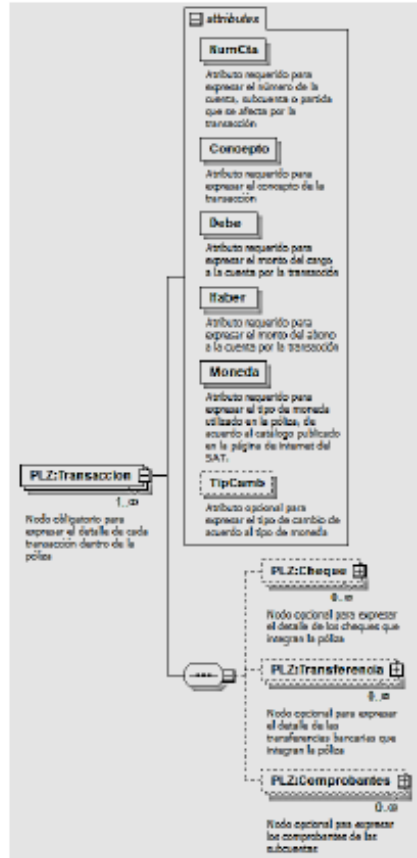 attributes
NumCta
Atributo requerido para
expresar el número de la
cuenta, subcuenta o partida
que se afecta por la
transacción
Concepto
Atributo requerido para
expresar el concepto de la
transacción
Debe
Atributo requerido para
expresar el monto del cargo
a la cuenta por la transacción
Haber
Atributo requerido para
expresar el monto del abono
a la cuenta por la transacción
Moneda
Atributo requerido para
expresar el tipo de moneda
utilizado en la póliza, de
acuerdo al catálogo publicado
en la página de internet del
SAT.
TipCamb
Atributo opcional para
expresar el tipo de cambio de
acuerdo al tipo de moneda
PLZ:Transaccion
1..∞
Nodo obligatorio para
expresar el detalle de cada
transacción dentro de la
póliza
PLZ:Cheque
0..∞
Nodo opcional para expresar
el detalle de los cheques que
integran la póliza
PLZ:Transferencia
0..∞
Nodo opcional para expresar
el detalle de las
transferencias bancarias que
integran la póliza
PLZ:Comprobantes
0..∞
Nodo opcional para expresar
los comprobantes de las
subcuentas